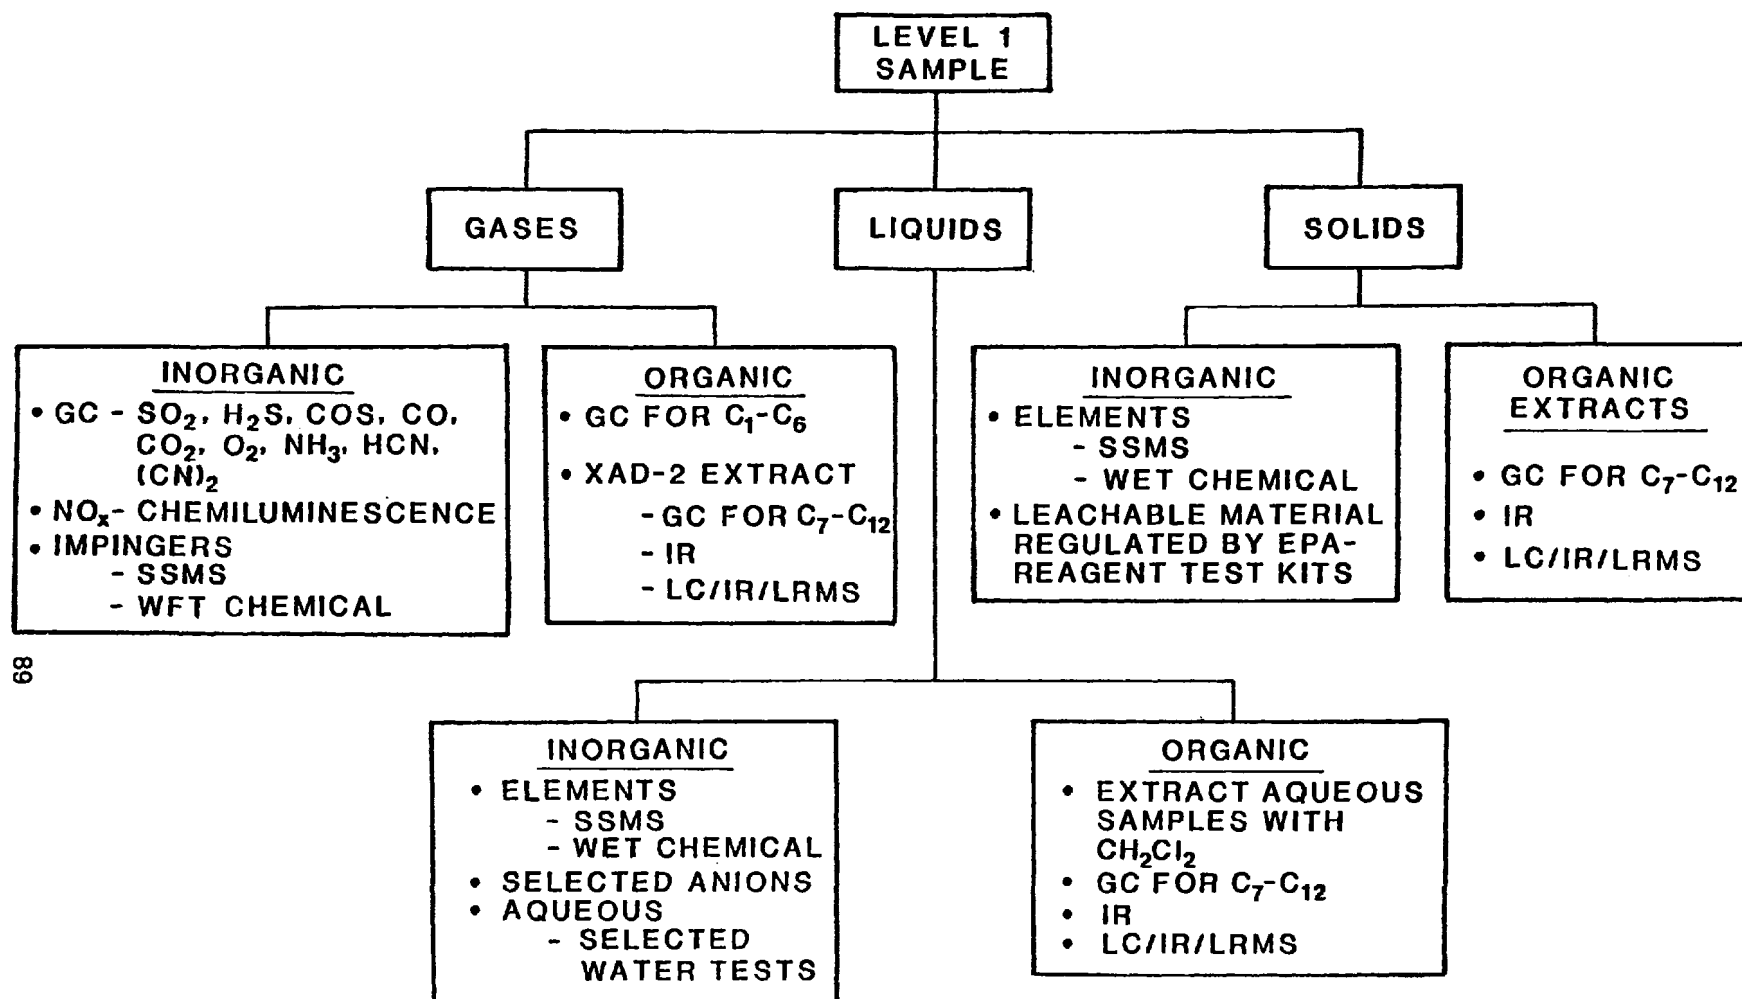 LEVEL 1
SAMPLE
GASES
LIQUIDS
SOLIDS
INORGANIC
• GC - SO₂, H₂S, COS, CO,
CO₂, O₂, NH₃, HCN,
(CN)₂
• NOₓ- CHEMILUMINESCENCE
• IMPINGERS
- SSMS
- WFT CHEMICAL
ORGANIC
• GC FOR C₁-C₆
• XAD-2 EXTRACT
- GC FOR C₇-C₁₂
- IR
- LC/IR/LRMS
INORGANIC
• ELEMENTS
- SSMS
- WET CHEMICAL
• LEACHABLE MATERIAL
REGULATED BY EPA-
REAGENT TEST KITS
ORGANIC
EXTRACTS
• GC FOR C₇-C₁₂
• IR
• LC/IR/LRMS
89
INORGANIC
• ELEMENTS
- SSMS
- WET CHEMICAL
• SELECTED ANIONS
• AQUEOUS
- SELECTED
WATER TESTS
ORGANIC
• EXTRACT AQUEOUS
SAMPLES WITH
CH₂Cl₂
• GC FOR C₇-C₁₂
• IR
• LC/IR/LRMS